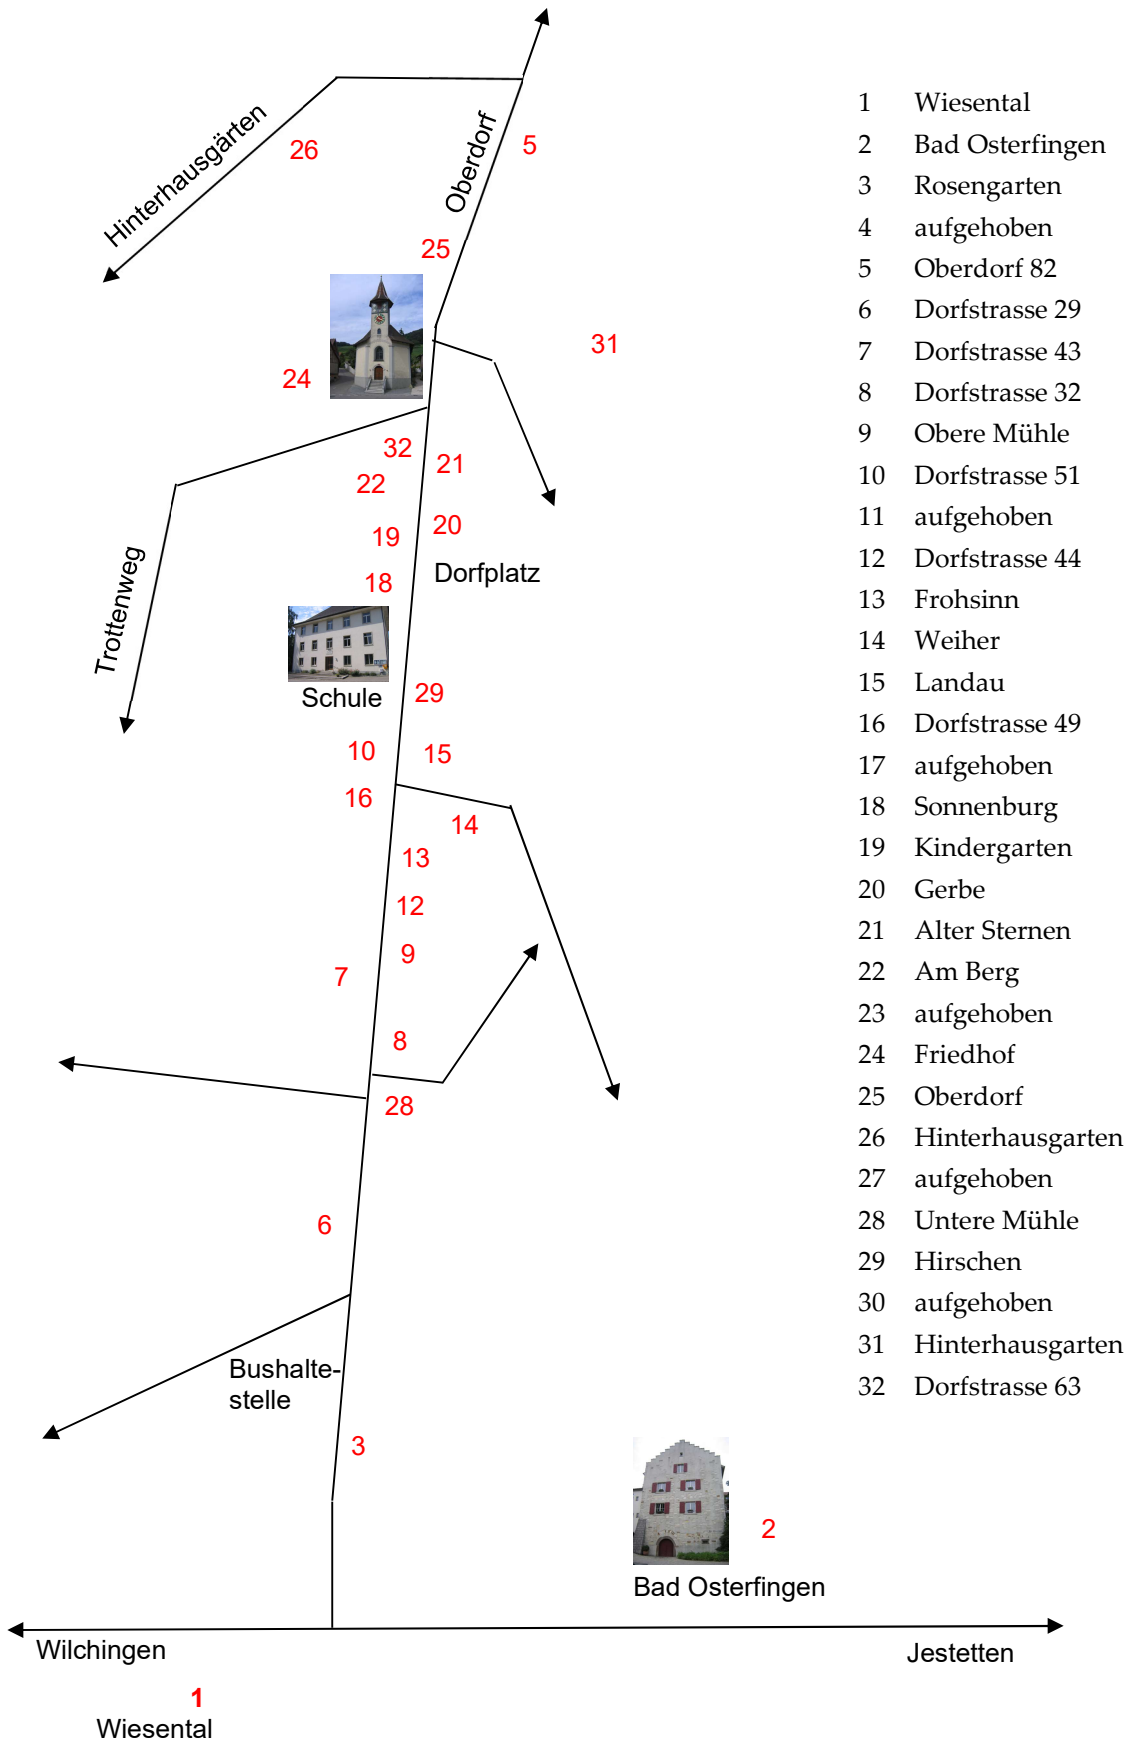 Hinterhausgärten
26
Oberdorf
5
25
31
24
32
21
22
20
19
Dorfplatz
18
Trottenweg
Schule
29
10
15
16
14
13
12
9
7
8
28
6
Bushalte-
stelle
3
2
Bad Osterfingen
Wilchingen
Jestetten
1
Wiesental
1 Wiesental
2 Bad Osterfingen
3 Rosengarten
4 aufgehoben
5 Oberdorf 82
6 Dorfstrasse 29
7 Dorfstrasse 43
8 Dorfstrasse 32
9 Obere Mühle
10 Dorfstrasse 51
11 aufgehoben
12 Dorfstrasse 44
13 Frohsinn
14 Weiher
15 Landau
16 Dorfstrasse 49
17 aufgehoben
18 Sonnenburg
19 Kindergarten
20 Gerbe
21 Alter Sternen
22 Am Berg
23 aufgehoben
24 Friedhof
25 Oberdorf
26 Hinterhausgarten
27 aufgehoben
28 Untere Mühle
29 Hirschen
30 aufgehoben
31 Hinterhausgarten
32 Dorfstrasse 63